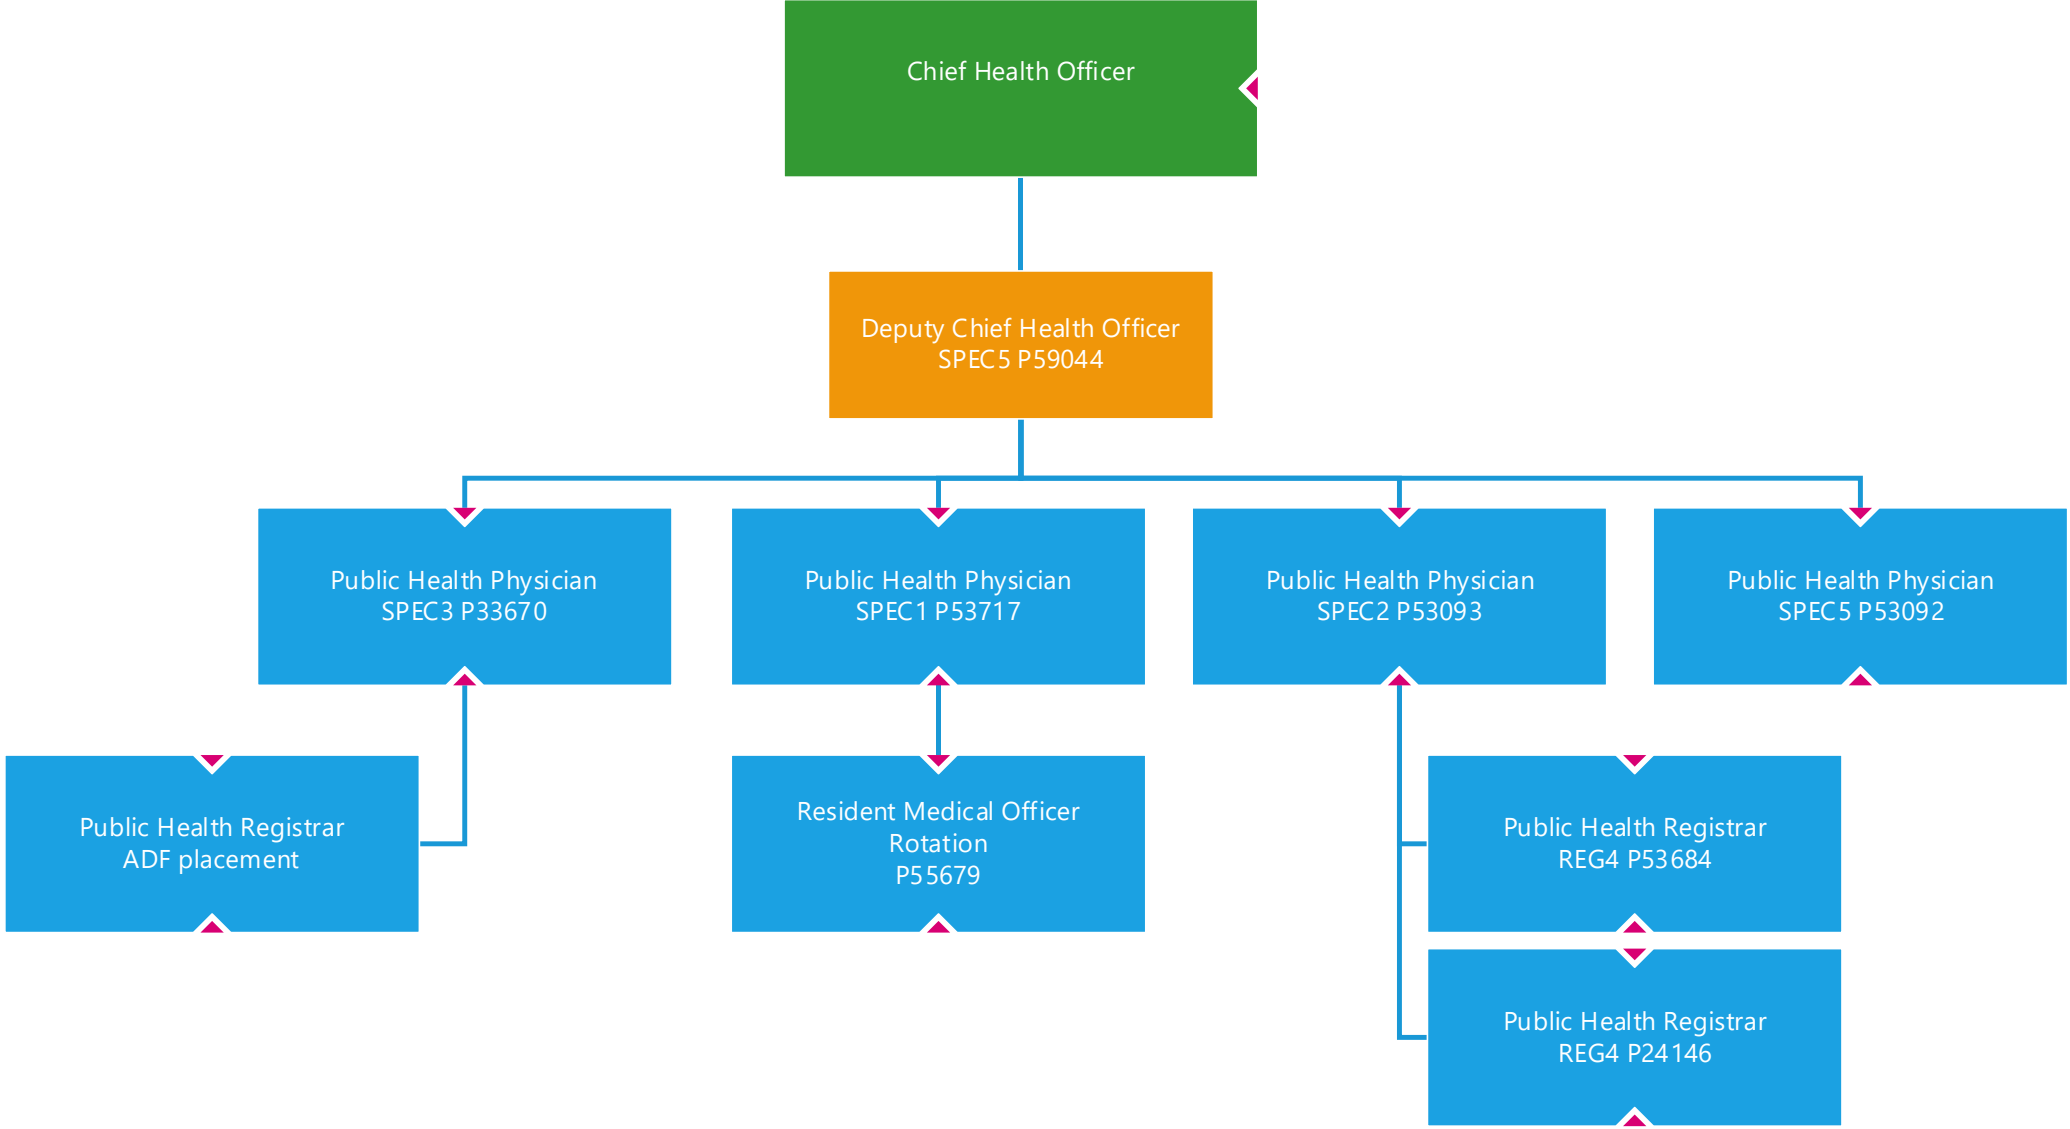 Chief Health Officer
Deputy Chief Health Officer
SPEC5 P59044
Public Health Physician
SPEC3 P33670
Public Health Physician
SPEC1 P53717
Public Health Physician
SPEC2 P53093
Public Health Physician
SPEC5 P53092
Public Health Registrar
ADF placement
Resident Medical Officer
Rotation
P55679
Public Health Registrar
REG4 P53684
Public Health Registrar
REG4 P24146